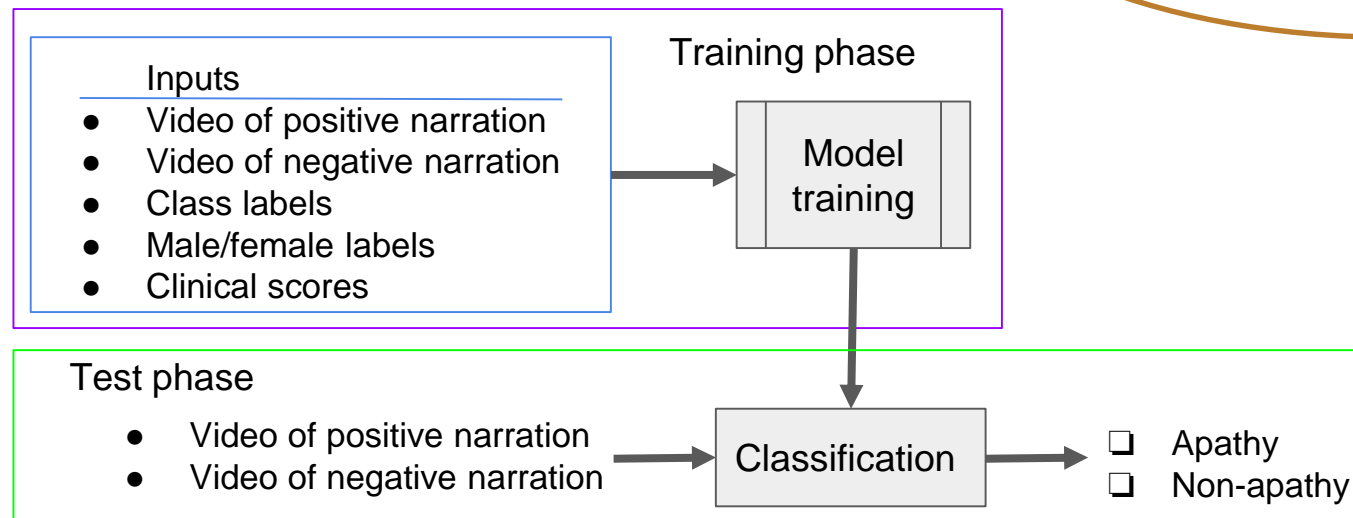 Training phase
Inputs
● Video of positive narration
● Video of negative narration
● Class labels
● Male/female labels
● Clinical scores
Model
training
Test phase
● Video of positive narration
● Video of negative narration
Classification
❏ Apathy
❏ Non-apathy